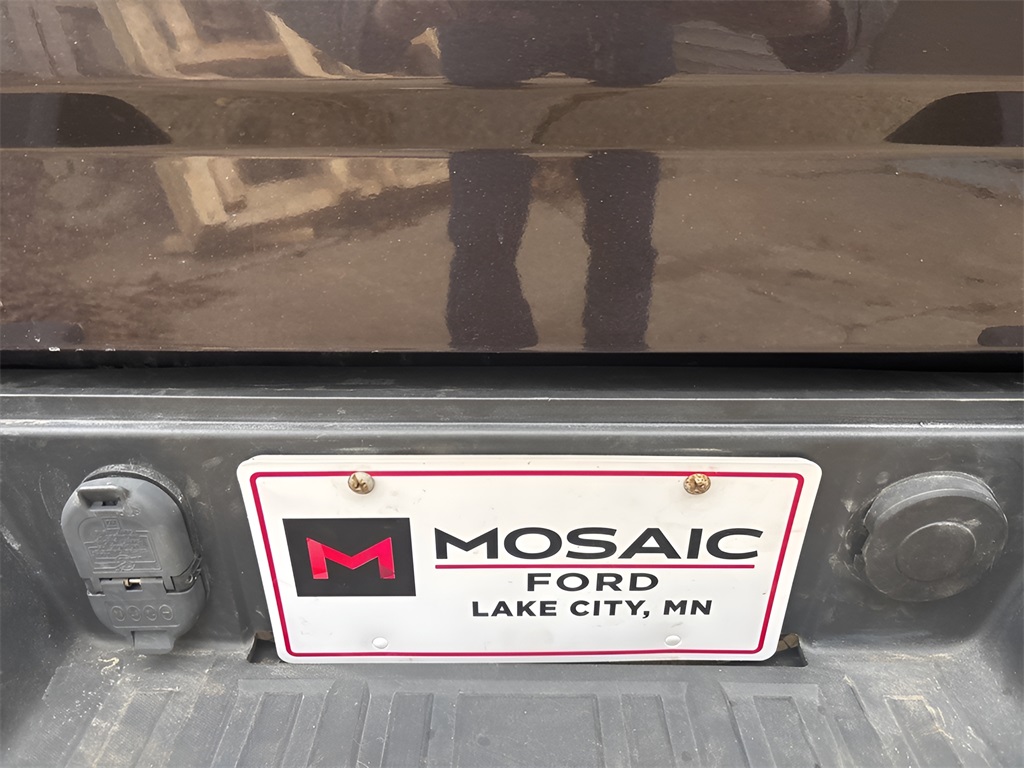 M MOSAIC
FORD
LAKE CITY, MN